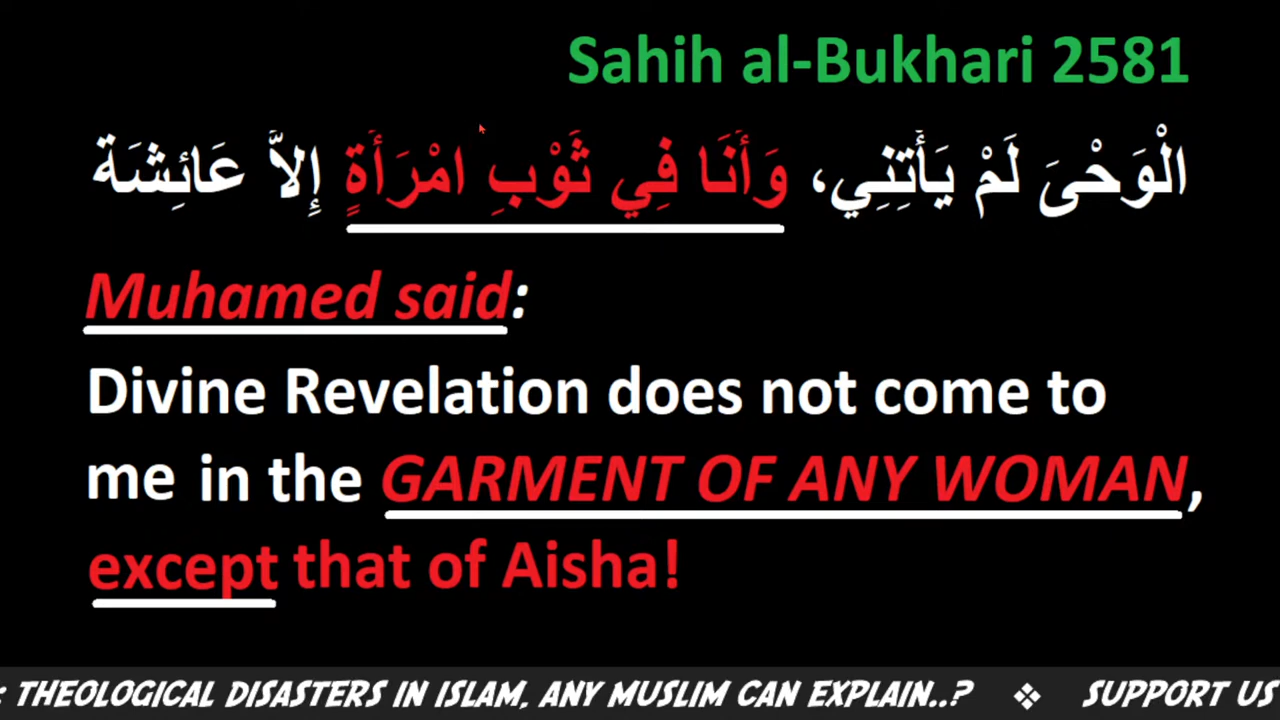 Sahih al-Bukhari 2581
الْوَحْىَ لَمْ يَأْتِنِي، وَأَنَا فِي ثَوْبِ امْرَأَةٍ إِلاَّ عَائِشَة
Muhamed said:
Divine Revelation does not come to
me in the GARMENT OF ANY WOMAN,
except that of Aisha!
: THEOLOGICAL DISASTERS IN ISLAM, ANY MUSLIM CAN EXPLAIN..? ❖ SUPPORT US